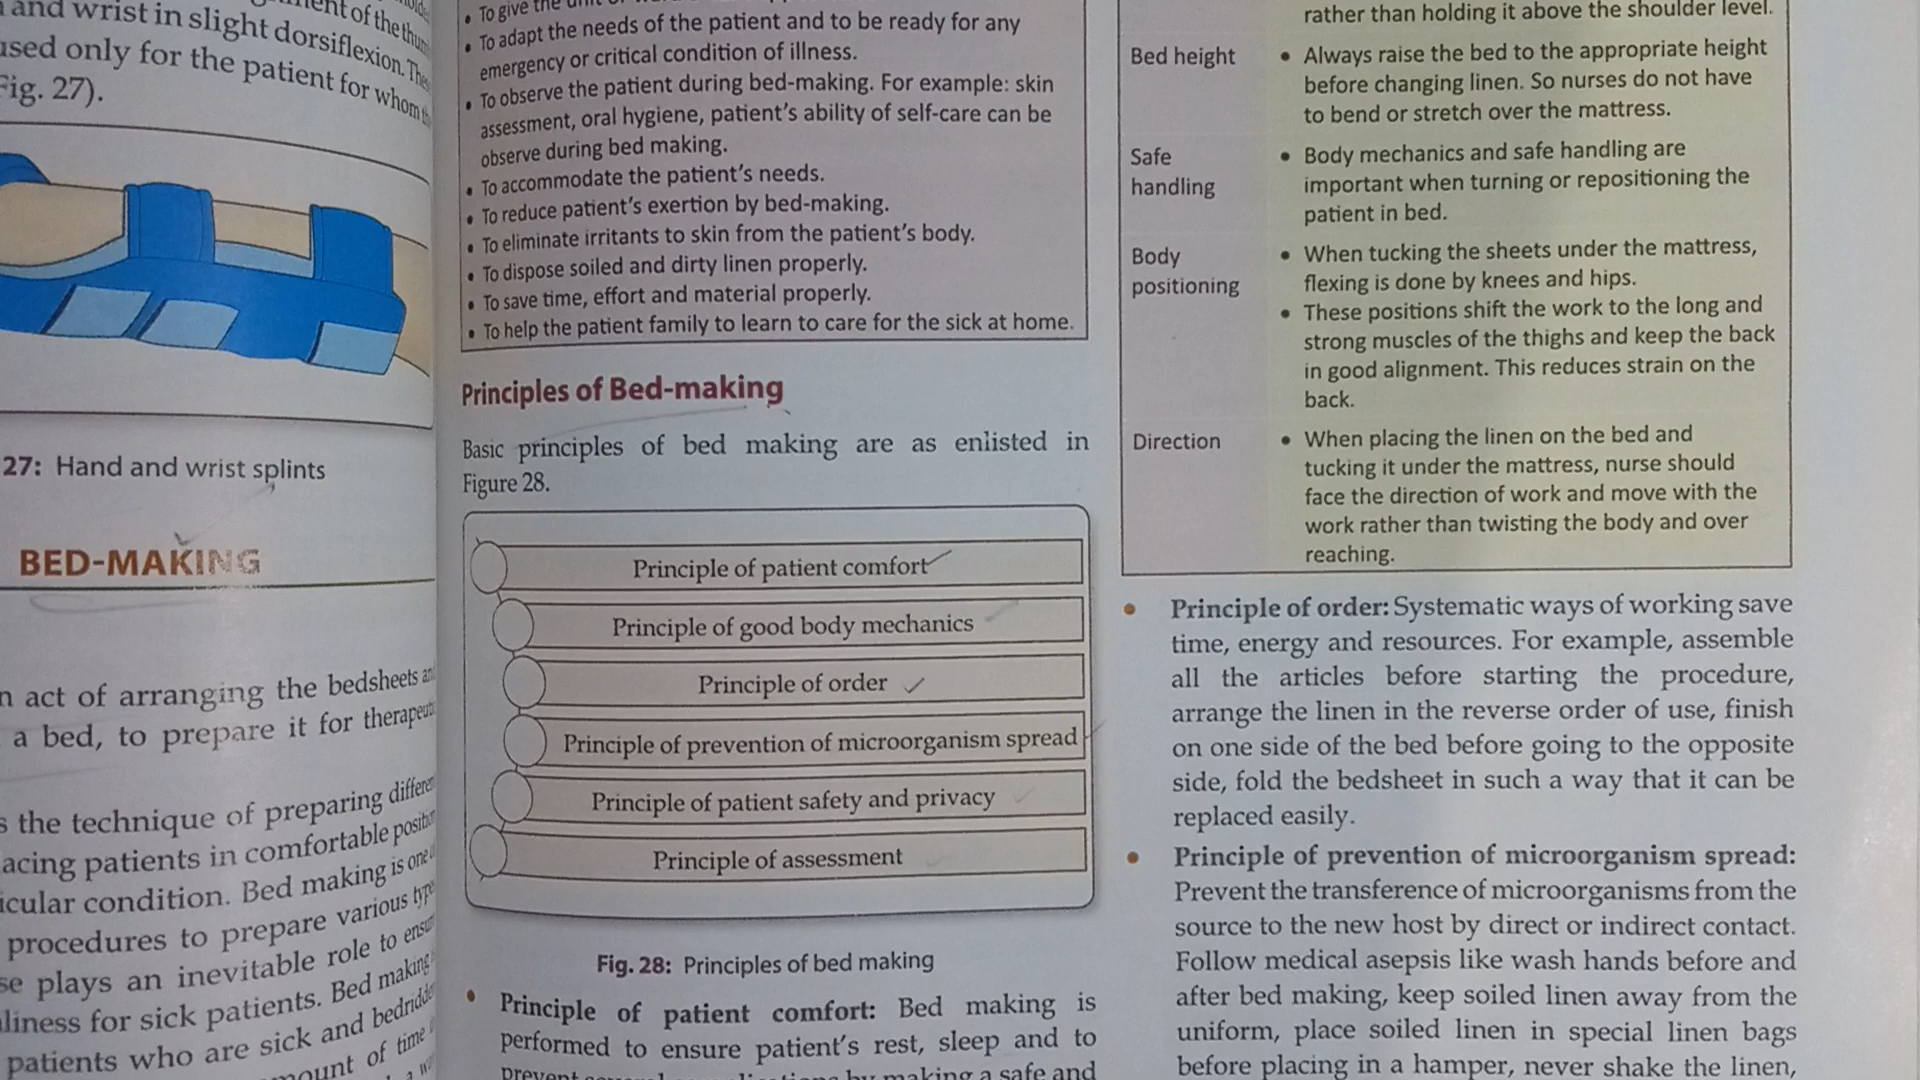 and wrist in slight dorsiflexion.
used only for the patient for whom
Fig. 27).
27: Hand and wrist splints
BED-MAKING
act of arranging the bedsheets
a bed, to prepare it for
the technique of preparing
patients in comfortable
condition. Bed making is one
procedures to prepare various
plays an inevitable role to
for sick patients. Bed making
patients who are sick and
of time
• To give the
• To adapt the needs of the patient and to be ready for any
emergency or critical condition of illness.
• To observe the patient during bed-making. For example: skin
assessment, oral hygiene, patient's ability of self-care can be
observe during bed making.
• To accommodate the patient's needs.
• To reduce patient's exertion by bed-making.
• To eliminate irritants to skin from the patient's body.
• To dispose soiled and dirty linen properly.
• To save time, effort and material properly.
• To help the patient family to learn to care for the sick at home.
Principles of Bed-making
Basic principles of bed making are as enlisted in
Figure 28.
Principle of patient comfort
Principle of good body mechanics
Principle of order
Principle of prevention of microorganism spread
Principle of patient safety and privacy
Principle of assessment
Fig. 28: Principles of bed making
• Principle of patient comfort: Bed making is
performed to ensure patient's rest, sleep and to
by making a safe and
rather than holding it above the shoulder level.
Bed height • Always raise the bed to the appropriate height
before changing linen. So nurses do not have
to bend or stretch over the mattress.
Safe • Body mechanics and safe handling are
handling important when turning or repositioning the
patient in bed.
Body • When tucking the sheets under the mattress,
positioning flexing is done by knees and hips.
• These positions shift the work to the long and
strong muscles of the thighs and keep the back
in good alignment. This reduces strain on the
back.
Direction • When placing the linen on the bed and
tucking it under the mattress, nurse should
face the direction of work and move with the
work rather than twisting the body and over
reaching.
• Principle of order: Systematic ways of working save
time, energy and resources. For example, assemble
all the articles before starting the procedure,
arrange the linen in the reverse order of use, finish
on one side of the bed before going to the opposite
side, fold the bedsheet in such a way that it can be
replaced easily.
• Principle of prevention of microorganism spread:
Prevent the transference of microorganisms from the
source to the new host by direct or indirect contact.
Follow medical asepsis like wash hands before and
after bed making, keep soiled linen away from the
uniform, place soiled linen in special linen bags
before placing in a hamper, never shake the linen,